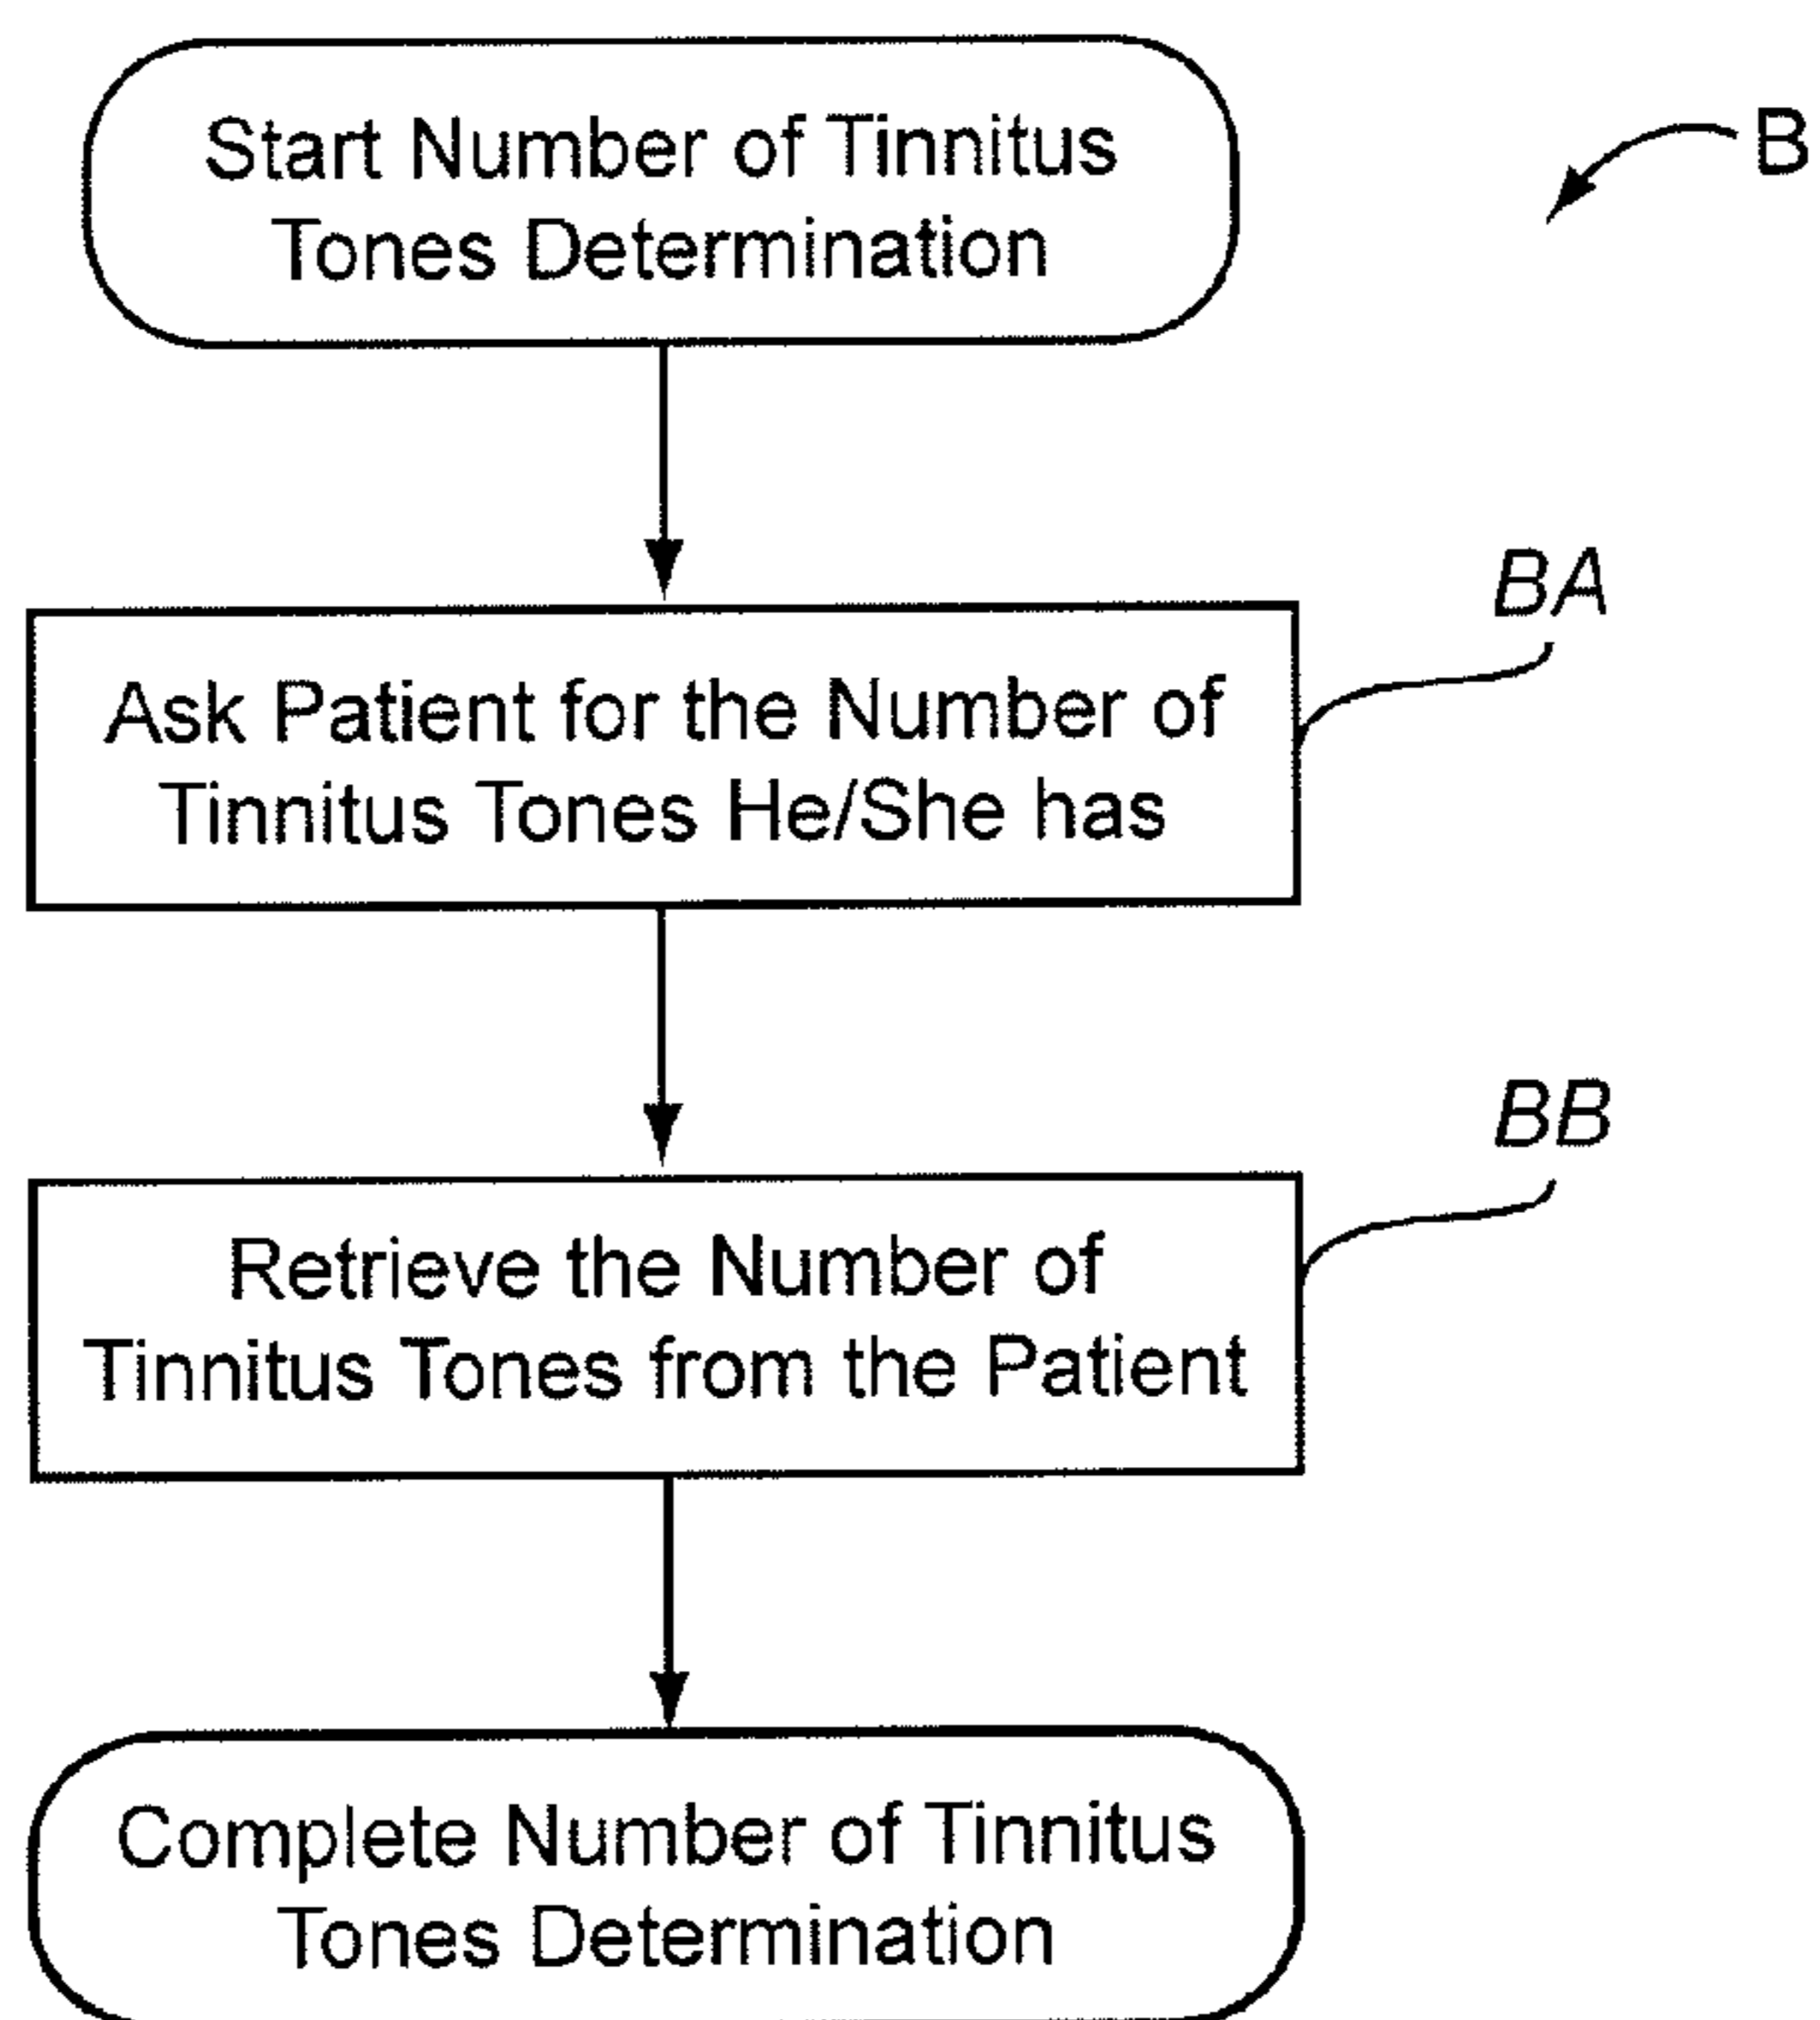 Start Number of Tinnitus
Tones Determination
B
BA
Ask Patient for the Number of
Tinnitus Tones He/She has
BB
Retrieve the Number of
Tinnitus Tones from the Patient
Complete Number of Tinnitus
Tones Determination